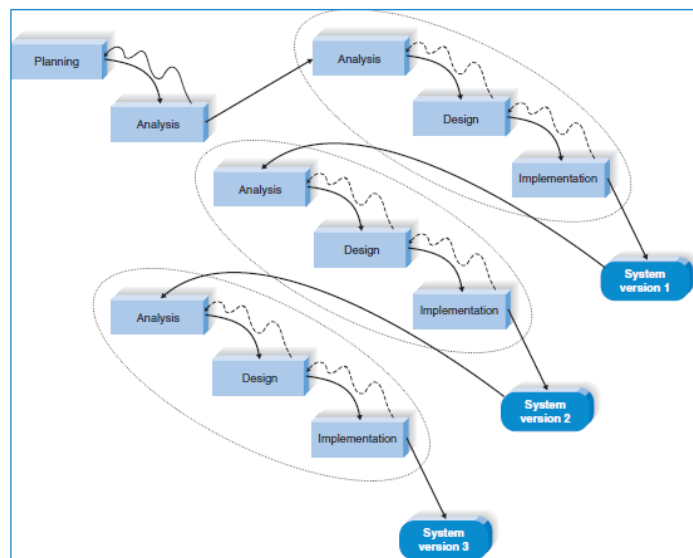 Planning
Analysis
Analysis
Design
Implementation
System
version 1
Analysis
Design
Implementation
System
version 2
Analysis
Design
Implementation
System
version 3